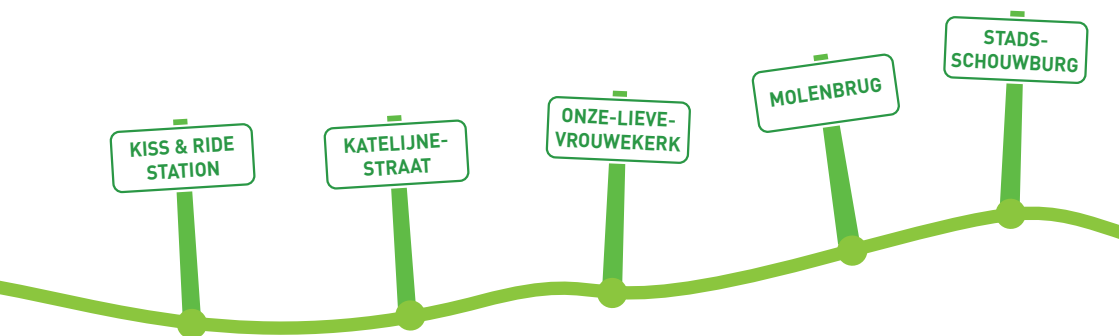 KISS & RIDE
STATION
KATELIJNE-
STRAAT
ONZE-LIEVE-
VROUWEKERK
MOLENBRUG
STADS-
SCHOUWBURG